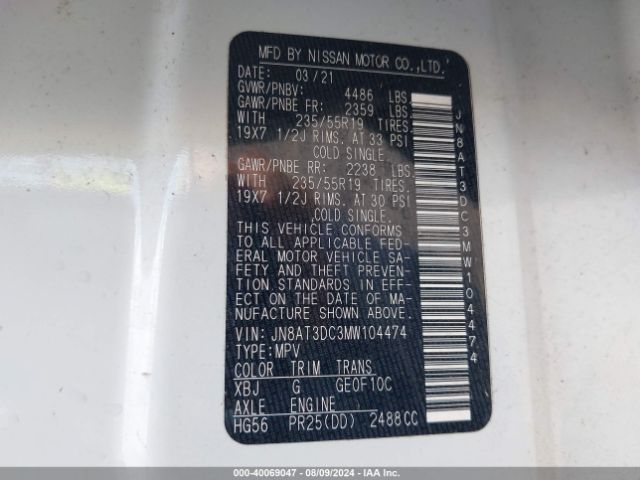 MFD BY NISSAN MOTOR CO.,LTD.
DATE: 03/21
GVWR/PNBV: 4486 LBS.
GAWR/PNBE FR: 2359 LBS.
WITH 235/55R19 TIRES.
19X7 1/2J RIMS. AT 33 PSI
COLD SINGLE.
GAWR/PNBE RR: 2238 LBS.
WITH 235/55R19 TIRES.
19X7 1/2J RIMS. AT 30 PSI
COLD SINGLE.
THIS VEHICLE CONFORMS
TO ALL APPLICABLE FED-
ERAL MOTOR VEHICLE SA-
FETY AND THEFT PREVEN-
TION STANDARDS IN EFF-
ECT ON THE DATE OF MA-
NUFACTURE SHOWN ABOVE.
VIN: JN8AT3DC3MW104474
TYPE:MPV
COLOR TRIM TRANS
XBJ G GE0F10C
AXLE ENGINE
HG56 PR25(DD) 2488CC
JN8AT3DC3MW104474
000-40069047 - 08/09/2024 - IAA Inc.